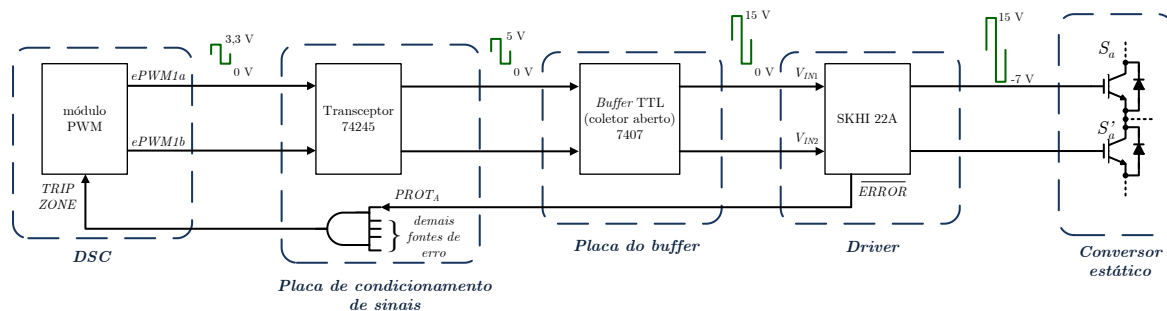 3,3 V
0 V
5 V
0 V
15 V
0 V
15 V
-7 V
ePWM1a
ePWM1b
módulo
PWM
TRIP
ZONE
DSC
Transceptor
74245
PROT_A
demais
fontes de
erro
Placa de condicionamento
de sinais
Buffer TTL
(coletor aberto)
7407
Placa do buffer
V_IN1
V_IN2
SKHI 22A
ERROR
Driver
S_a
S'_a
Conversor
estático